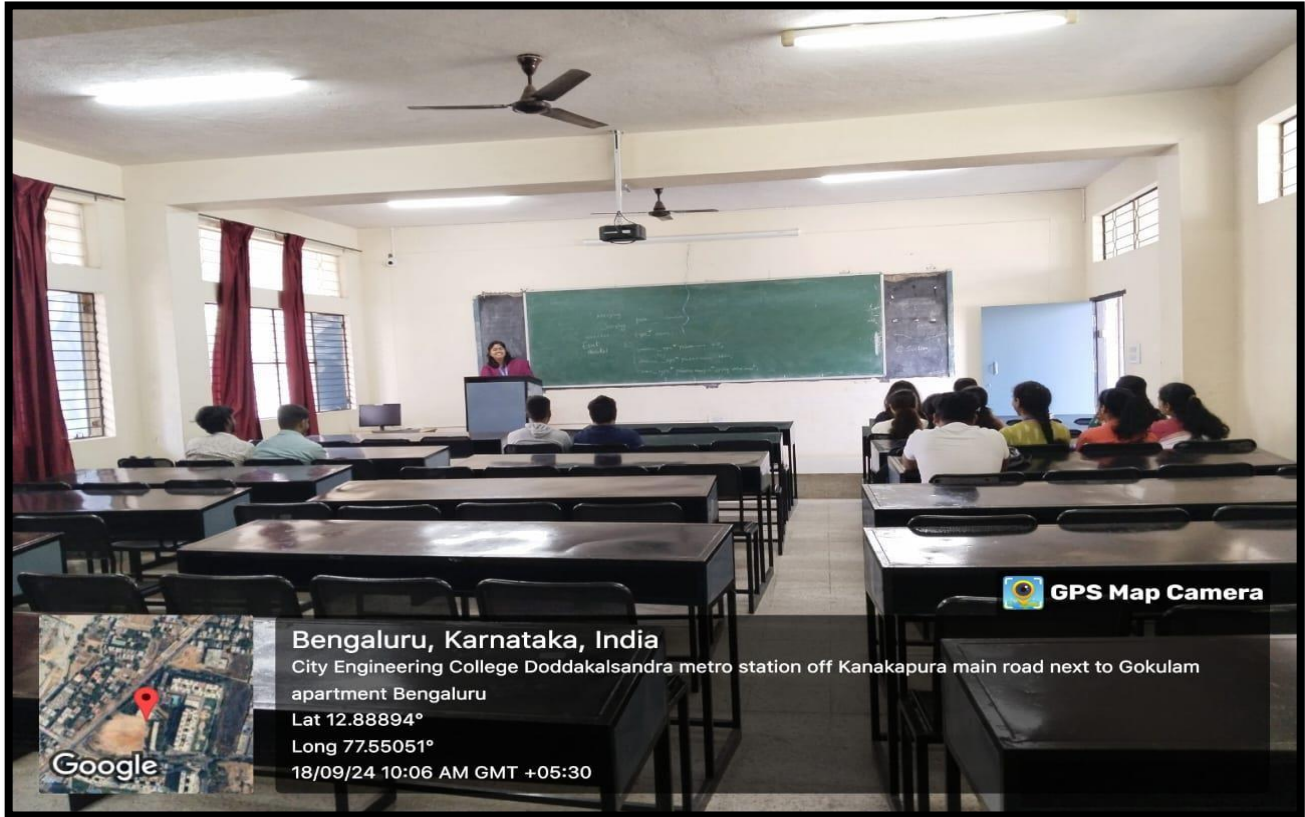 GPS Map Camera
Bengaluru, Karnataka, India
City Engineering College Doddakalsandra metro station off Kanakapura main road next to Gokulam
apartment Bengaluru
Lat 12.88894°
Long 77.55051°
18/09/24 10:06 AM GMT +05:30
Google